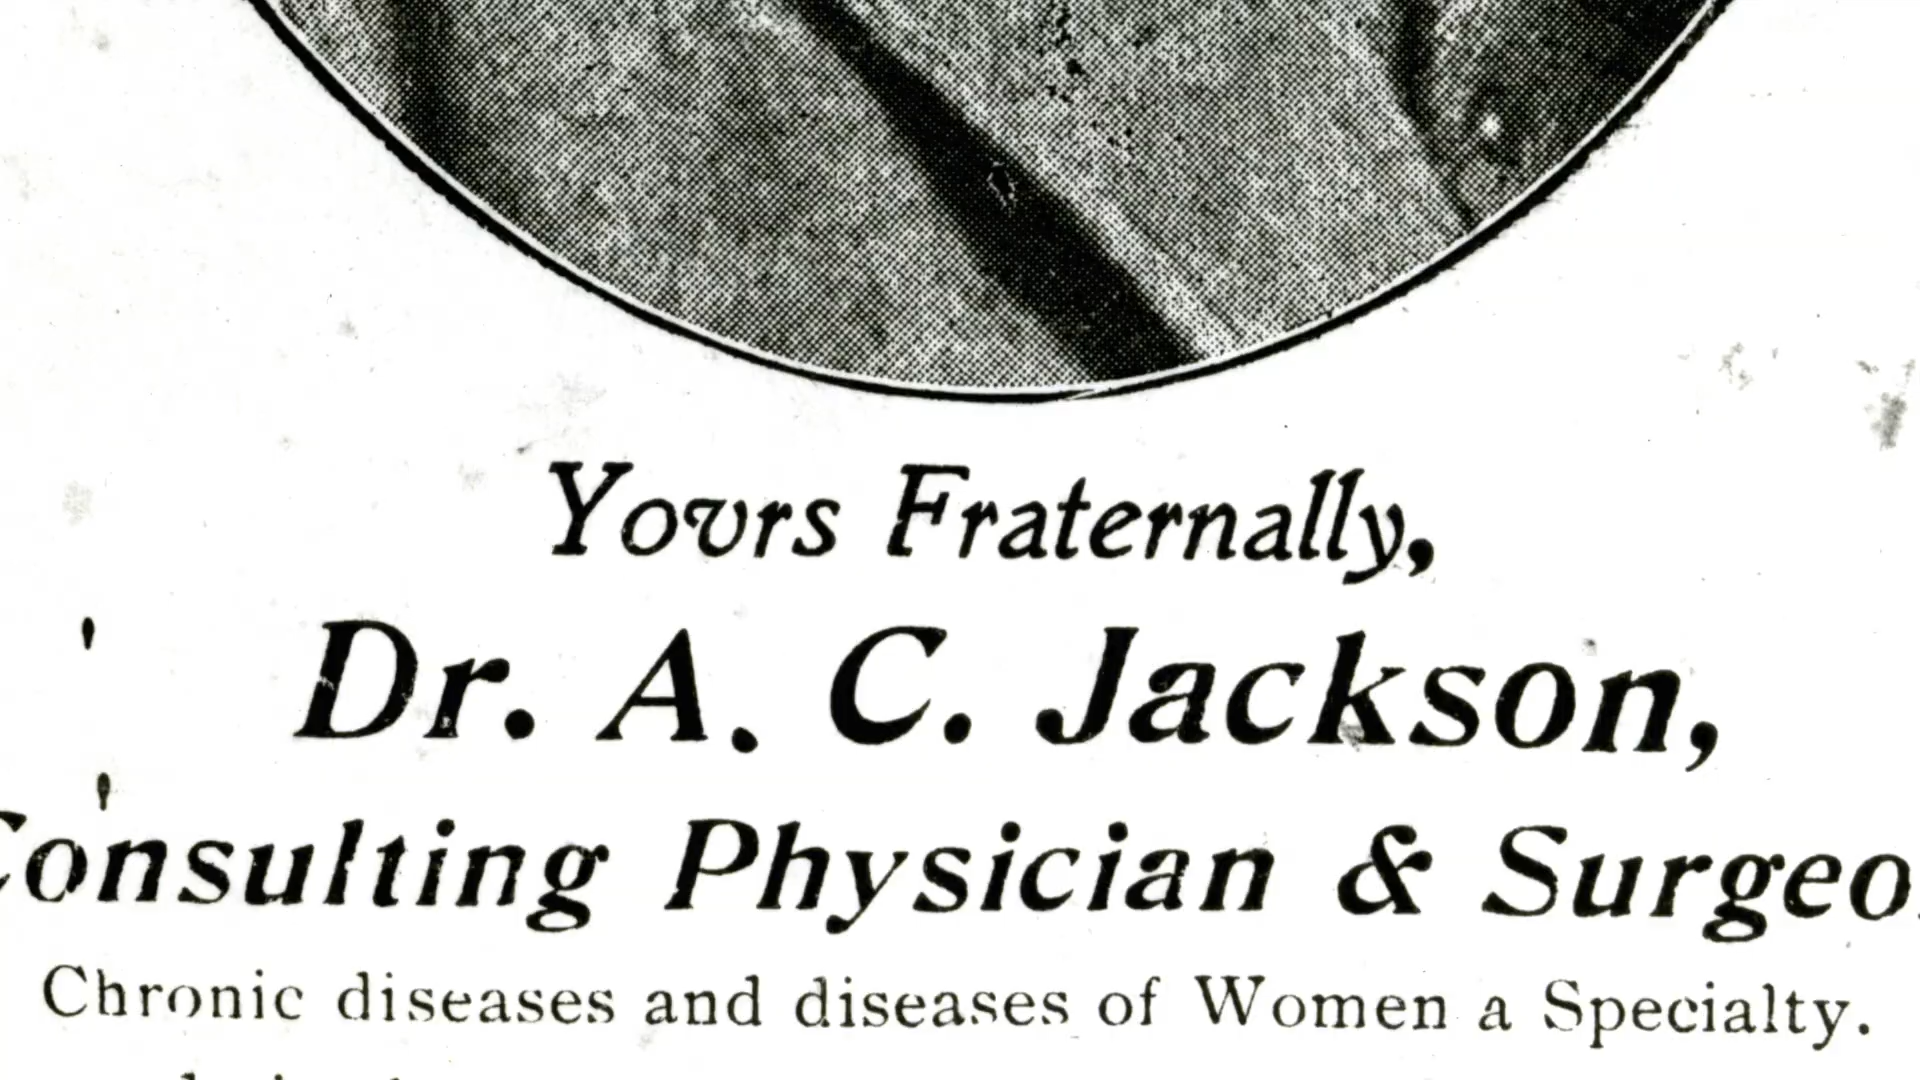 Yours Fraternally,
Dr. A. C. Jackson,
Consulting Physician & Surgeo
Chronic diseases and diseases of Women a Specialty.